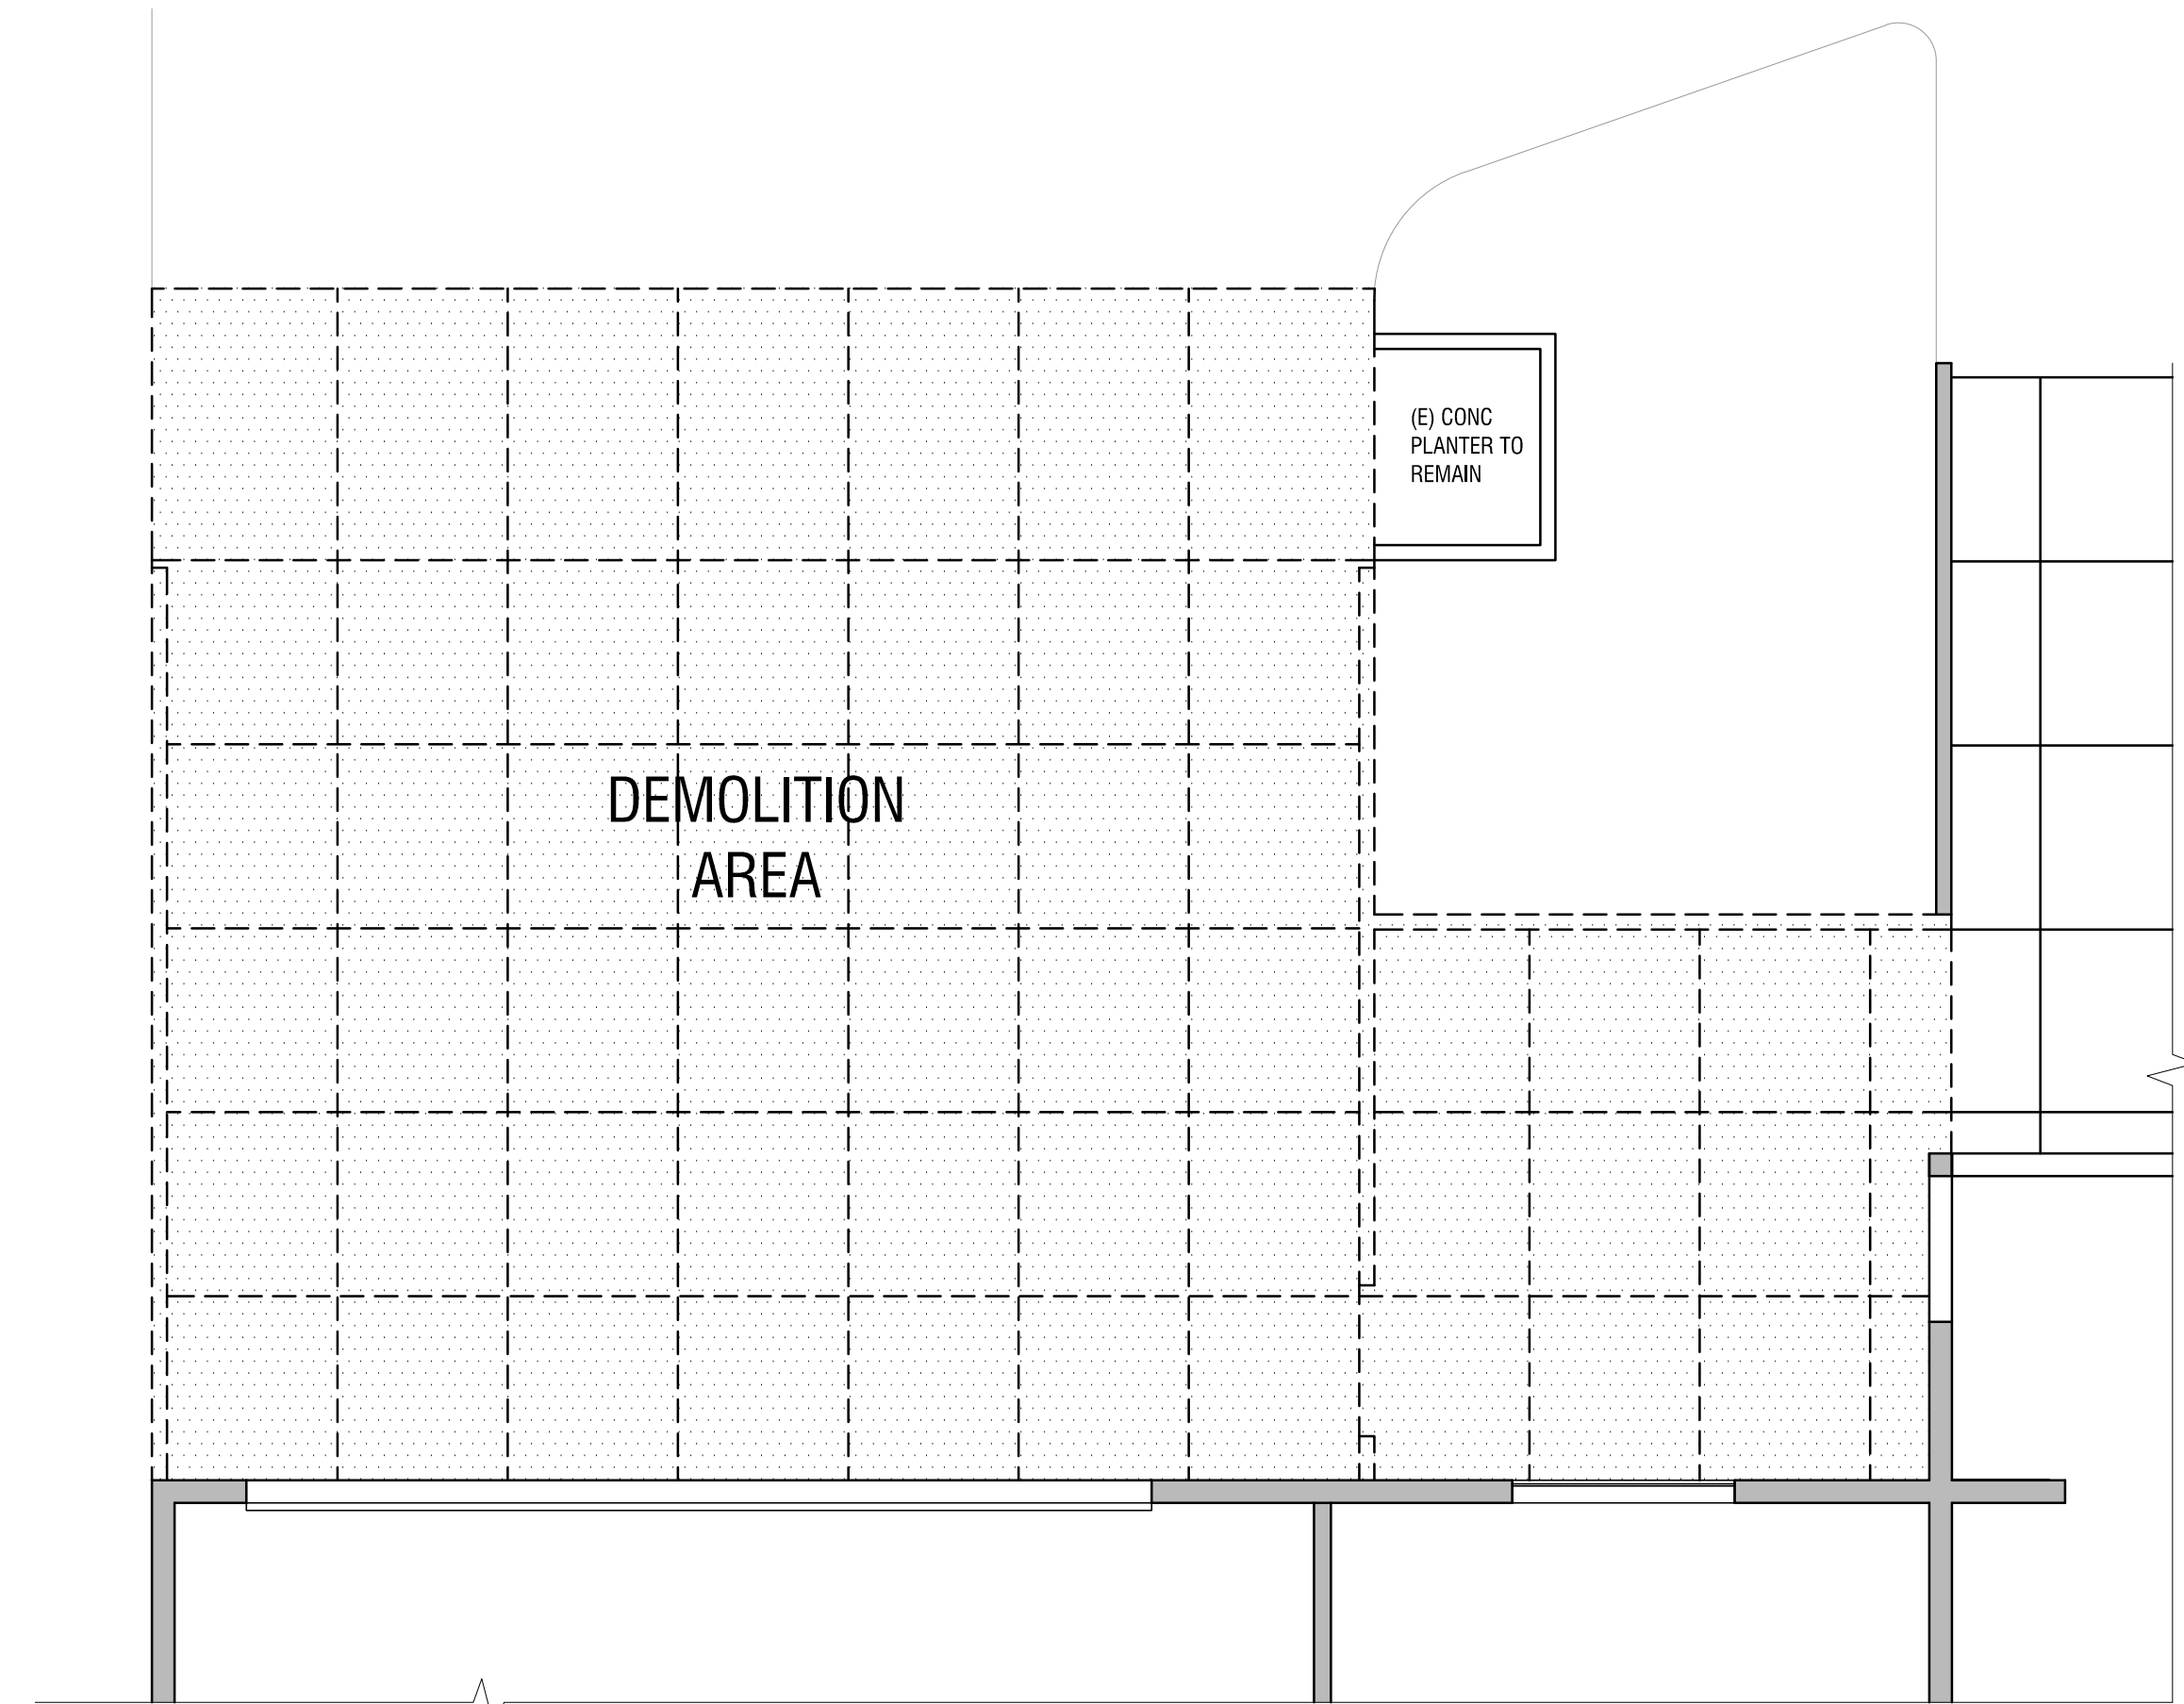 (E) CONC
PLANTER TO
REMAIN
DEMOLITION
AREA